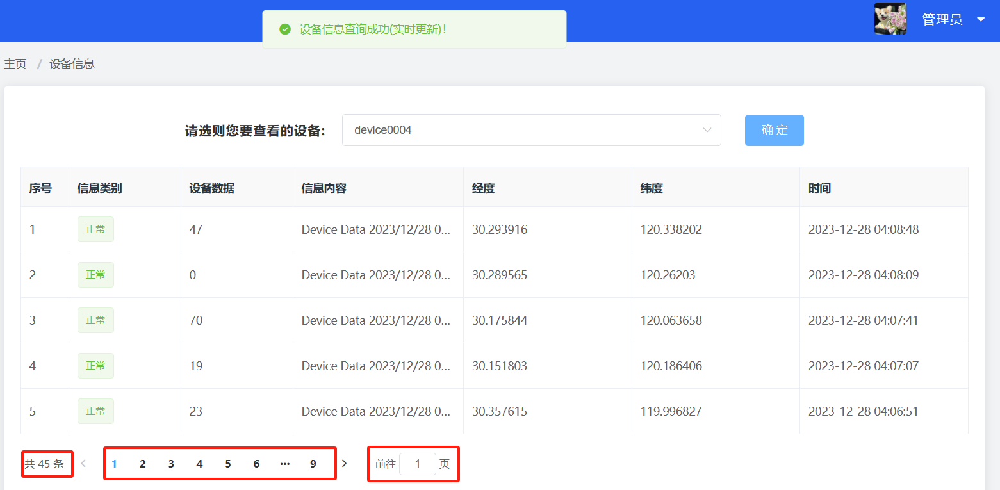 设备信息查询成功(实时更新)!
管理员
主页 / 设备信息
请选则您要查看的设备: device0004 确 定
序号 信息类别 设备数据 信息内容 经度 纬度 时间
1 正常 47 Device Data 2023/12/28 0... 30.293916 120.338202 2023-12-28 04:08:48
2 正常 0 Device Data 2023/12/28 0... 30.289565 120.26203 2023-12-28 04:08:09
3 正常 70 Device Data 2023/12/28 0... 30.175844 120.063658 2023-12-28 04:07:41
4 正常 19 Device Data 2023/12/28 0... 30.151803 120.186406 2023-12-28 04:07:07
5 正常 23 Device Data 2023/12/28 0... 30.357615 119.996827 2023-12-28 04:06:51
共 45 条 < 1 2 3 4 5 6 ... 9 > 前往 1 页